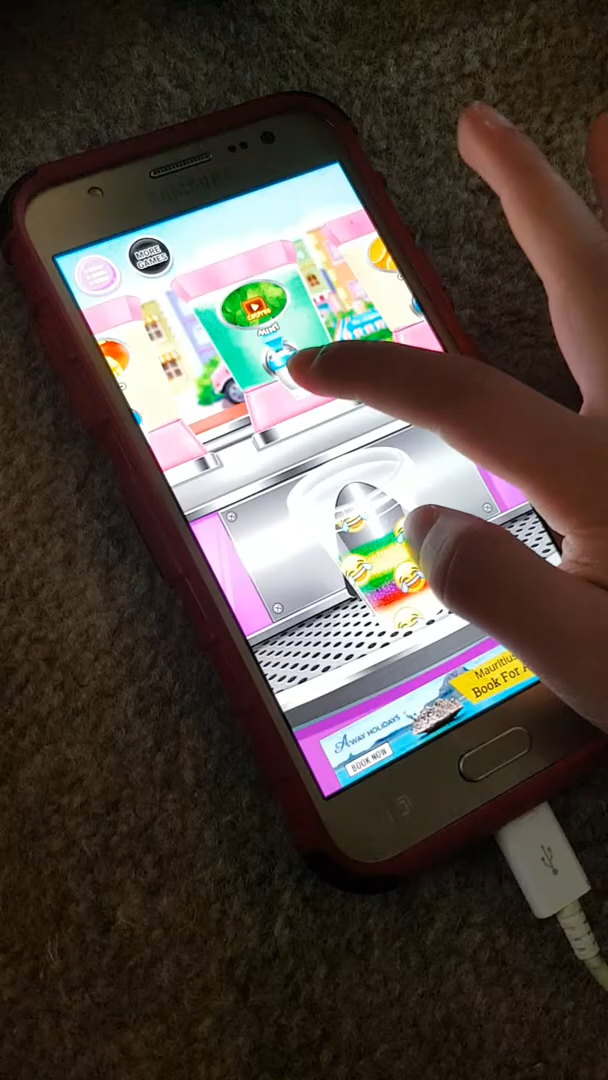 SAMSUNG
MORE
GAMES
MINT
Mauritius
Book For A
AWAY HOLIDAYS
BOOK NOW